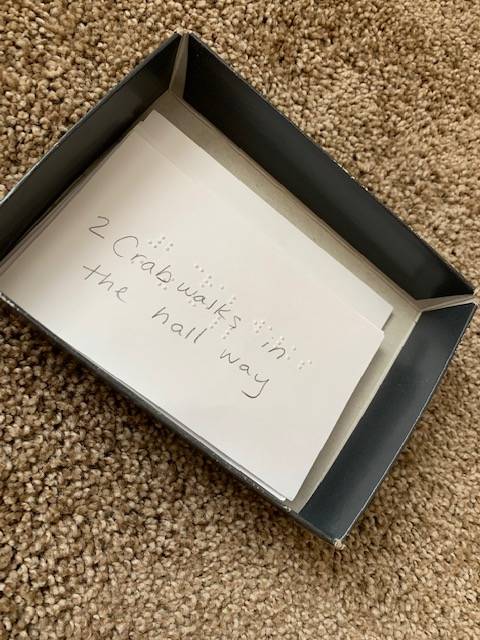 2 Crab walks in
the hall way